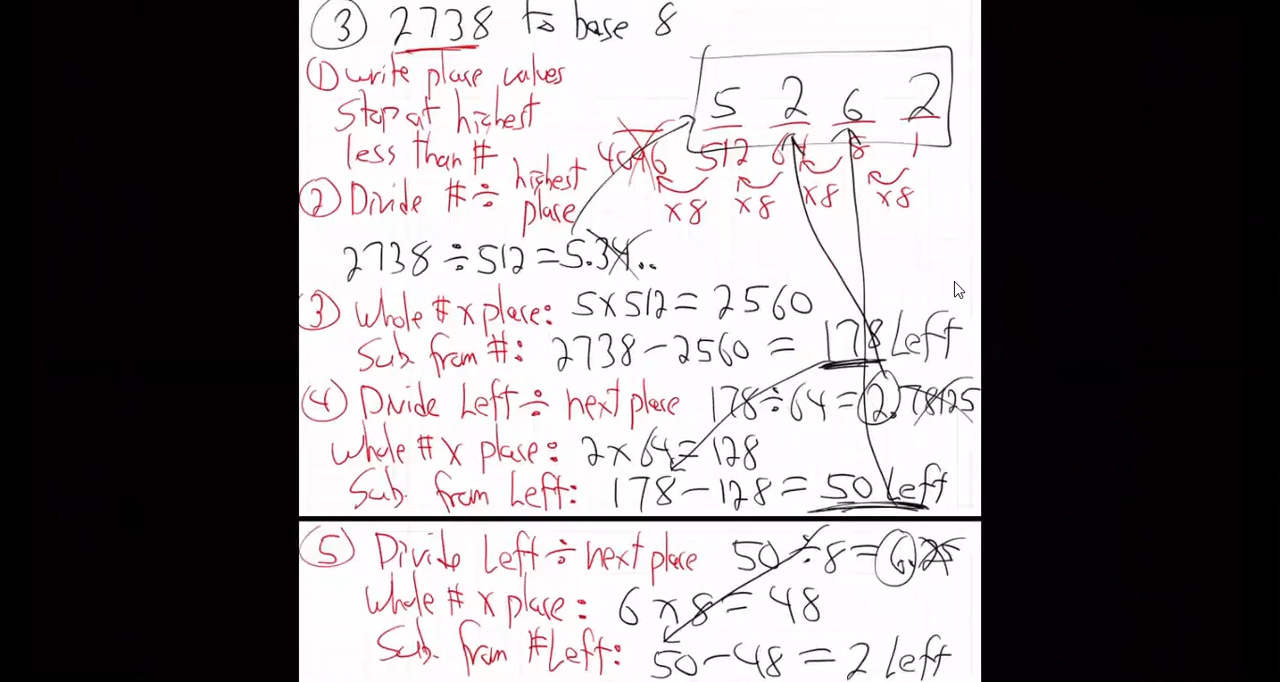 ③ 2738 to base 8
① write place values
stop at highest
less than #
5 2 6 2
4096 512 64 8 1
x8 x8 x8 x8
② Divide # ÷ highest place
2738 ÷ 512 = 5.34..
③ Whole # x place: 5x512 = 2560
Sub from #: 2738 - 2560 = 178 Left
④ Divide Left ÷ next place 178 ÷ 64 = 2.78125
Whole # x place: 2 x 64 = 128
Sub. from Left: 178 - 128 = 50 Left
⑤ Divide Left ÷ next place 50 ÷ 8 = 6.25
Whole # x place: 6 x 8 = 48
Sub. from #Left: 50 - 48 = 2 left